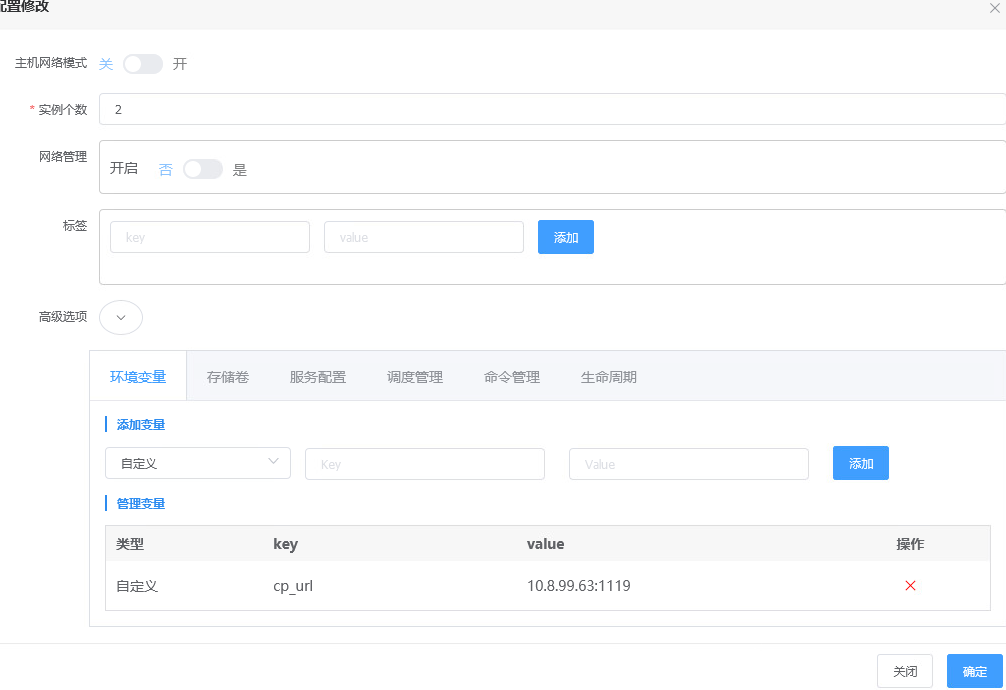 配置修改
主机网络模式 关 开
* 实例个数 2
网络管理 开启 否 是
标签 key value 添加
高级选项
环境变量 存储卷 服务配置 调度管理 命令管理 生命周期
添加变量
自定义 Key Value 添加
管理变量
类型 key value 操作
自定义 cp_url 10.8.99.63:1119
关闭 确定